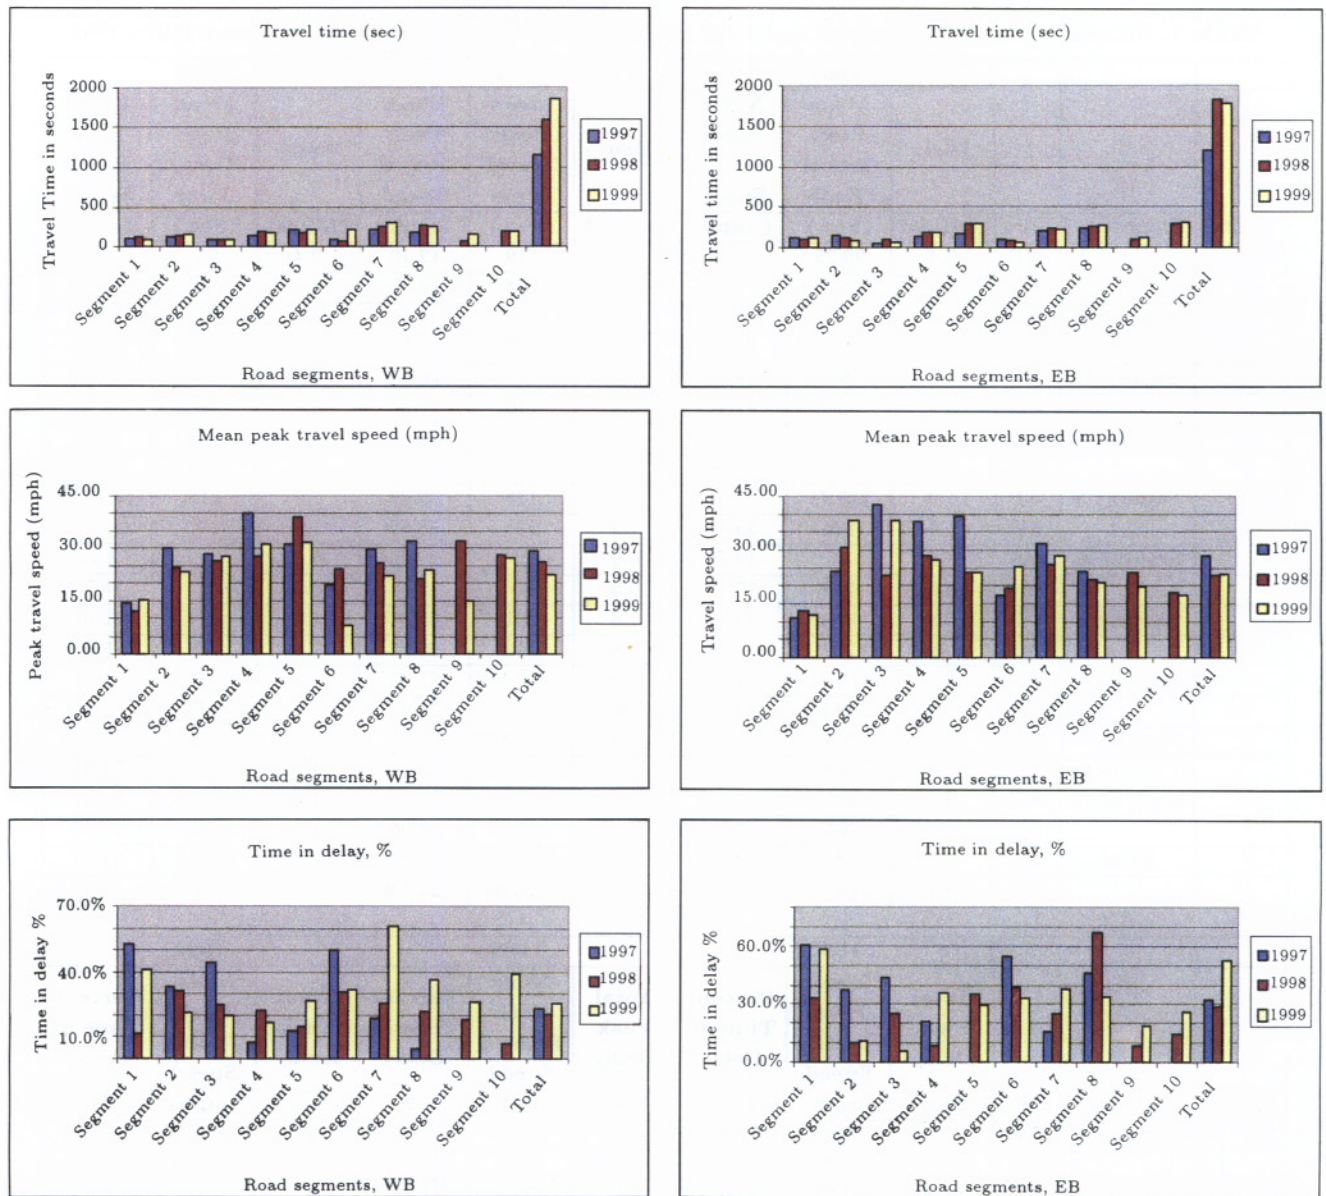 Travel time (sec)
Travel Time in seconds
2000
1500
1000
500
0
Segment 1
Segment 2
Segment 3
Segment 4
Segment 5
Segment 6
Segment 7
Segment 8
Segment 9
Segment 10
Total
Road segments, WB
1997
1998
1999
Travel time (sec)
Travel time in seconds
2000
1500
1000
500
0
Segment 1
Segment 2
Segment 3
Segment 4
Segment 5
Segment 6
Segment 7
Segment 8
Segment 9
Segment 10
Total
Road segments, EB
1997
1998
1999
Mean peak travel speed (mph)
Peak travel speed (mph)
45.00
30.00
15.00
0.00
Segment 1
Segment 2
Segment 3
Segment 4
Segment 5
Segment 6
Segment 7
Segment 8
Segment 9
Segment 10
Total
Road segments, WB
1997
1998
1999
Mean peak travel speed (mph)
Travel speed (mph)
45.00
30.00
15.00
0.00
Segment 1
Segment 2
Segment 3
Segment 4
Segment 5
Segment 6
Segment 7
Segment 8
Segment 9
Segment 10
Total
Road segments, EB
1997
1998
1999
Time in delay, %
Time in delay %
70.0%
40.0%
10.0%
Segment 1
Segment 2
Segment 3
Segment 4
Segment 5
Segment 6
Segment 7
Segment 8
Segment 9
Segment 10
Total
Road segments, WB
1997
1998
1999
Time in delay, %
Time in delay %
60.0%
30.0%
0.0%
Segment 1
Segment 2
Segment 3
Segment 4
Segment 5
Segment 6
Segment 7
Segment 8
Segment 9
Segment 10
Total
Road segments, EB
1997
1998
1999